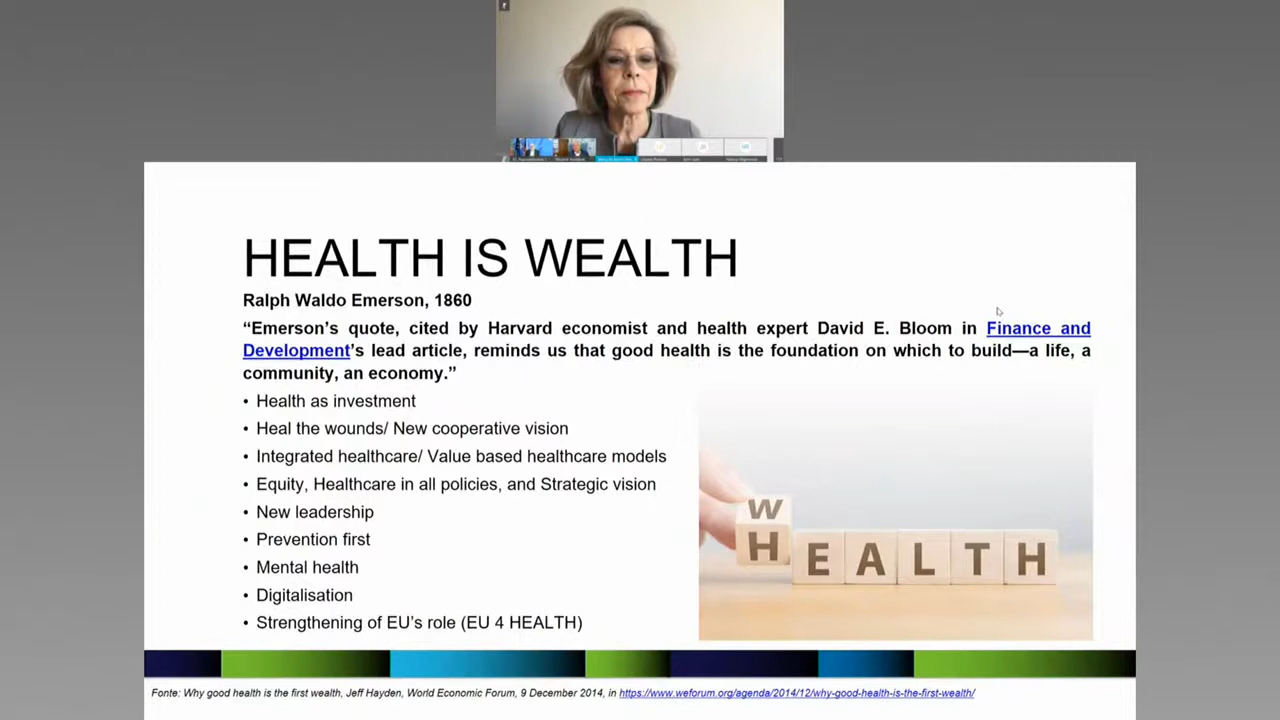 HEALTH IS WEALTH
Ralph Waldo Emerson, 1860
“Emerson’s quote, cited by Harvard economist and health expert David E. Bloom in Finance and
Development’s lead article, reminds us that good health is the foundation on which to build—a life, a
community, an economy.”
• Health as investment
• Heal the wounds/ New cooperative vision
• Integrated healthcare/ Value based healthcare models
• Equity, Healthcare in all policies, and Strategic vision
• New leadership
• Prevention first
• Mental health
• Digitalisation
• Strengthening of EU’s role (EU 4 HEALTH)
W
HEALTH
Fonte: Why good health is the first wealth, Jeff Hayden, World Economic Forum, 9 December 2014, in https://www.weforum.org/agenda/2014/12/why-good-health-is-the-first-wealth/